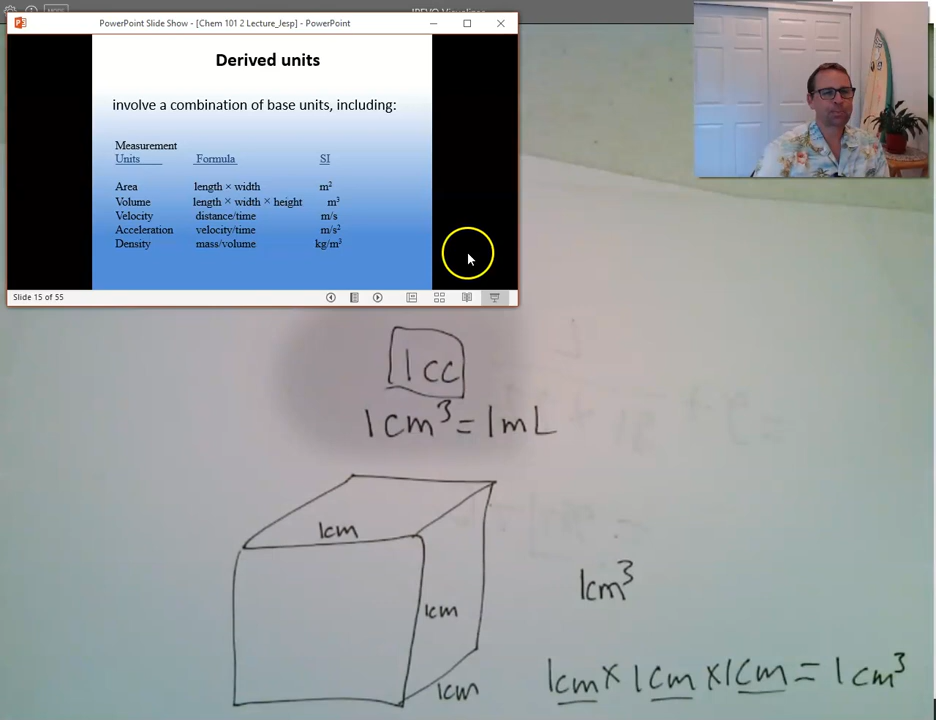 PowerPoint Slide Show - [Chem 101 2 Lecture_Jesp] - PowerPoint
Derived units
involve a combination of base units, including:
Measurement
Units Formula SI
Area length × width m²
Volume length × width × height m³
Velocity distance/time m/s
Acceleration velocity/time m/s²
Density mass/volume kg/m³
Slide 15 of 55
1 cc
1cm³ = 1mL
1cm
1cm
1cm
1cm³
1cm × 1cm × 1cm = 1cm³